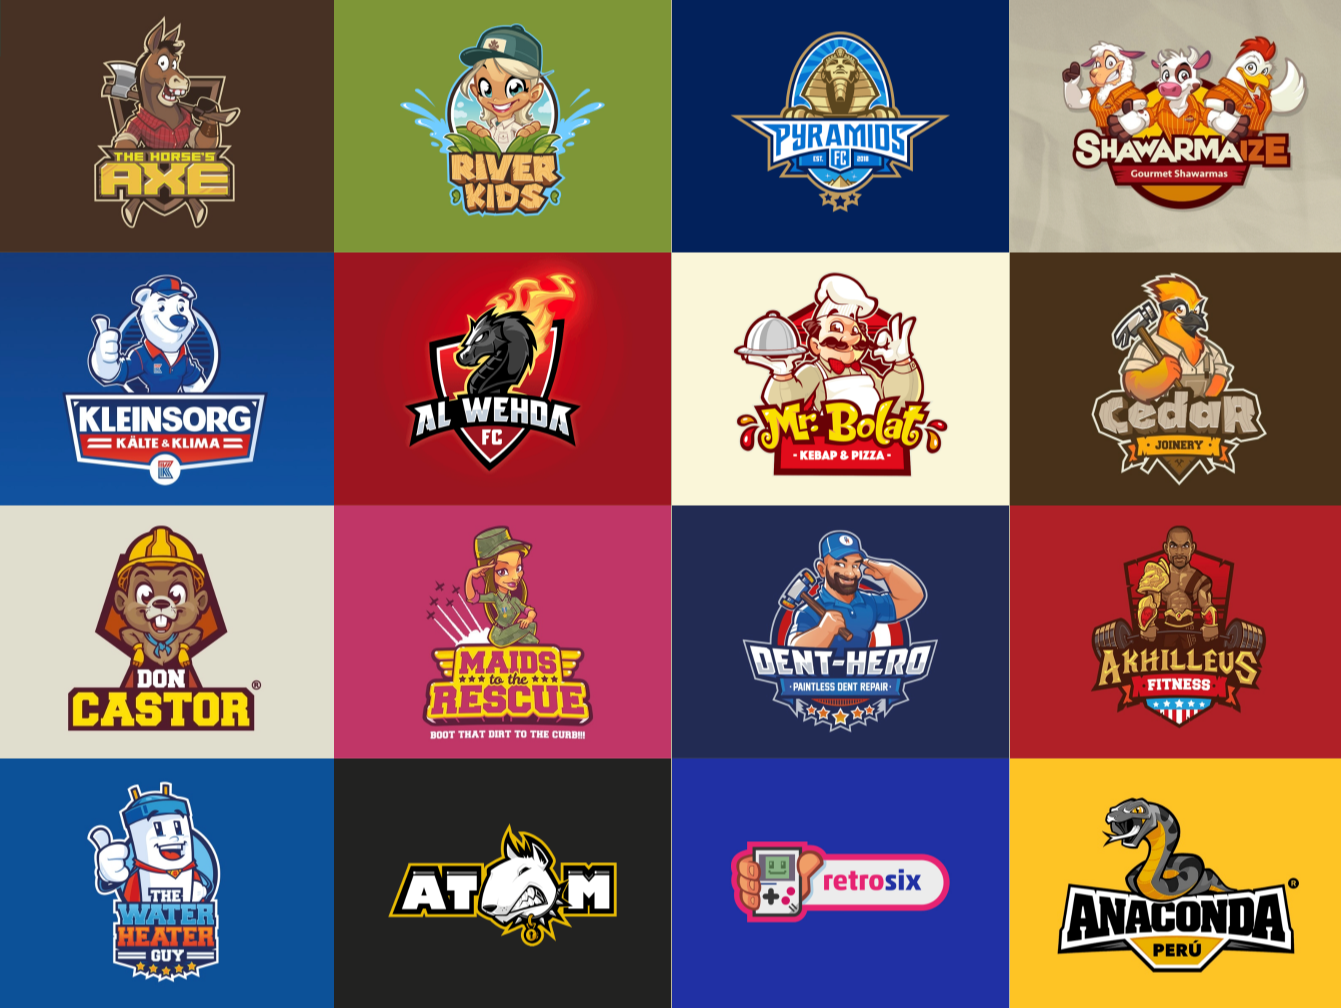 THE HORSE'S
AXE
RIVER
KIDS
PYRAMIDS
EST. FC 2018
SHAWARMAIZE
Gourmet Shawarmas
KLEINSORG
KÄLTE & KLIMA
AL WEHDA
FC
Mr. Bolat
- KEBAP & PIZZA -
CedaR
· JOINERY ·
DON
CASTOR ®
MAIDS
to the
RESCUE
BOOT THAT DIRT TO THE CURB!!!
DENT-HERO
· PAINTLESS DENT REPAIR ·
AKHILLEUS
FITNESS
THE
WATER
HEATER
GUY
ATOM
retrosix
ANACONDA ®
PERÚ